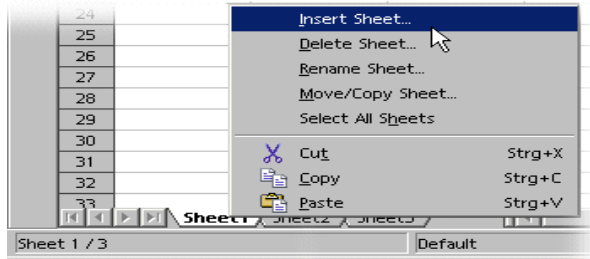 24
25
26
27
28
29
30
31
32
33
Insert Sheet...
Delete Sheet...
Rename Sheet...
Move/Copy Sheet...
Select All Sheets
Cut Strg+X
Copy Strg+C
Paste Strg+V
Sheet1 Sheet2 Sheet3
Sheet 1 / 3 Default